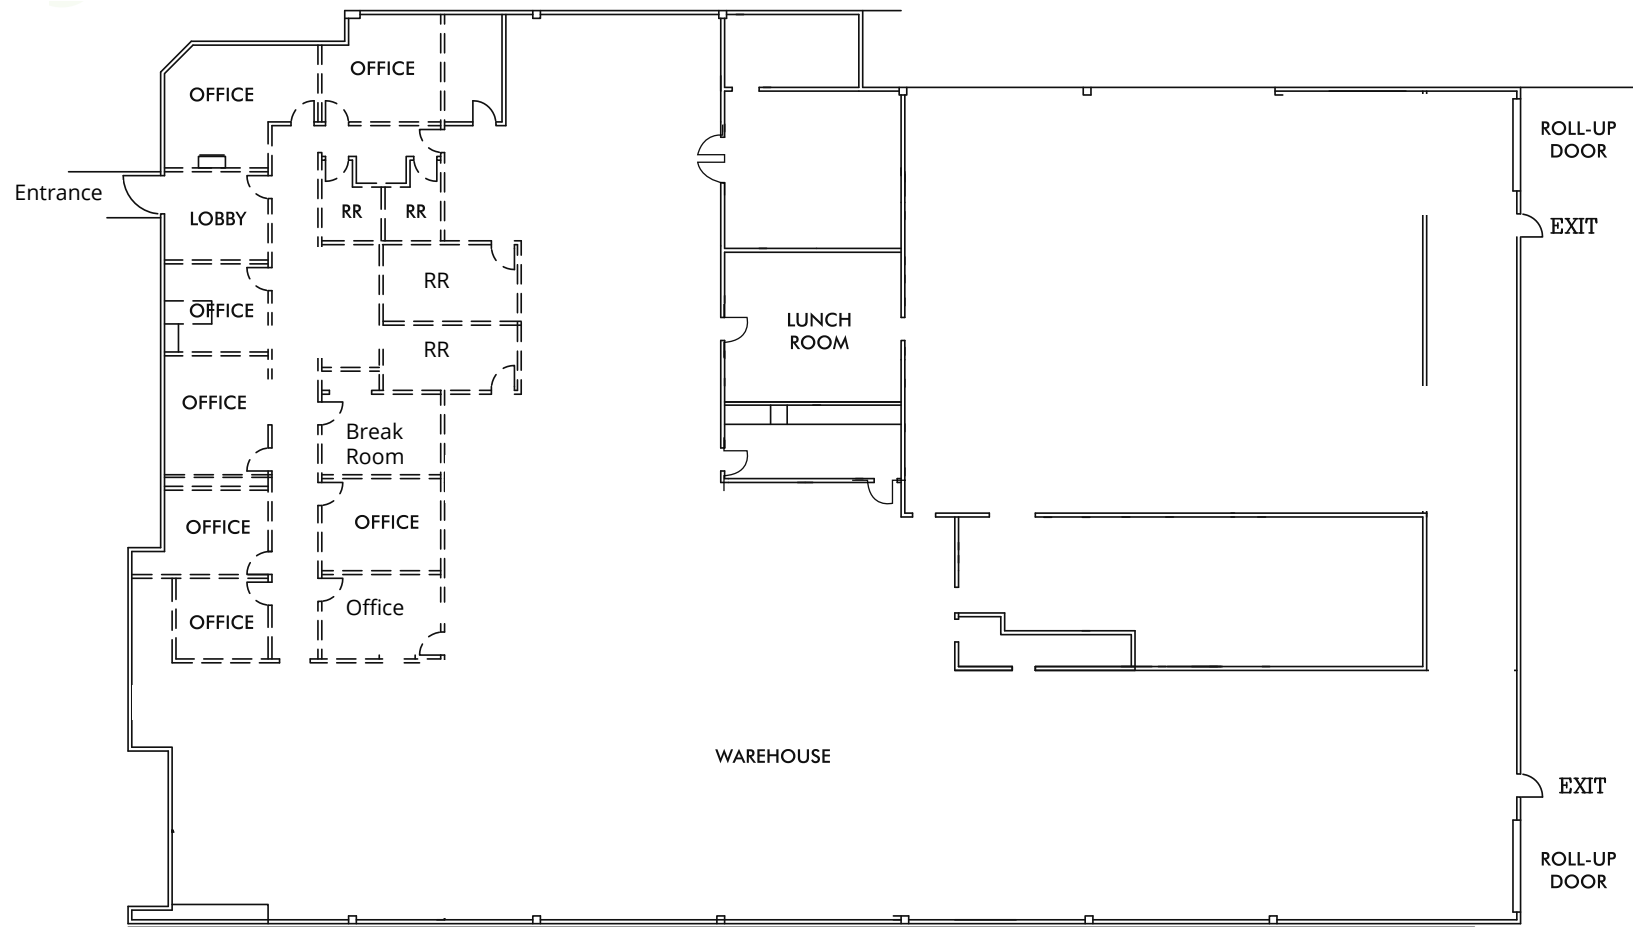 OFFICE
OFFICE
ROLL-UP
DOOR
Entrance
LOBBY
RR
RR
EXIT
RR
OFFICE
LUNCH
ROOM
RR
OFFICE
Break
Room
OFFICE
OFFICE
Office
OFFICE
WAREHOUSE
EXIT
ROLL-UP
DOOR